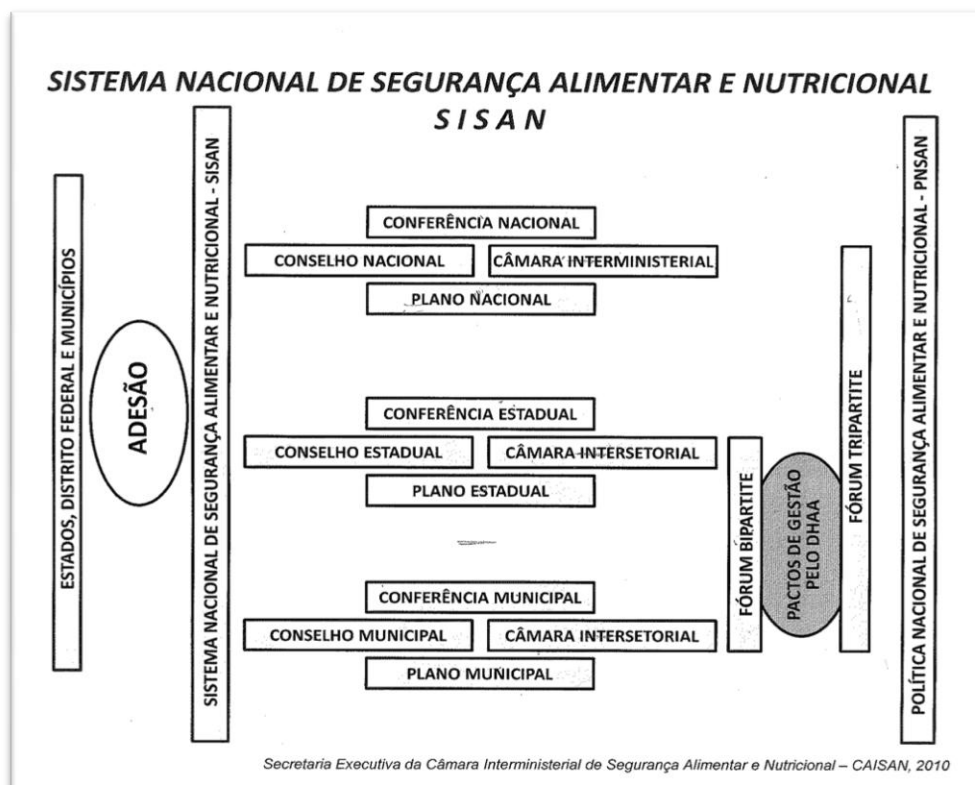 SISTEMA NACIONAL DE SEGURANÇA ALIMENTAR E NUTRICIONAL
S I S A N
ESTADOS, DISTRITO FEDERAL E MUNICÍPIOS
ADESÃO
SISTEMA NACIONAL DE SEGURANÇA ALIMENTAR E NUTRICIONAL - SISAN
CONFERÊNCIA NACIONAL
CONSELHO NACIONAL
CÂMARA INTERMINISTERIAL
PLANO NACIONAL
CONFERÊNCIA ESTADUAL
CONSELHO ESTADUAL
CÂMARA INTERSETORIAL
PLANO ESTADUAL
CONFERÊNCIA MUNICIPAL
CONSELHO MUNICIPAL
CÂMARA INTERSETORIAL
PLANO MUNICIPAL
FÓRUM BIPARTITE
PACTOS DE GESTÃO
PELO DHAA
FÓRUM TRIPARTITE
POLÍTICA NACIONAL DE SEGURANÇA ALIMENTAR E NUTRICIONAL - PNSAN
Secretaria Executiva da Câmara Interministerial de Segurança Alimentar e Nutricional – CAISAN, 2010